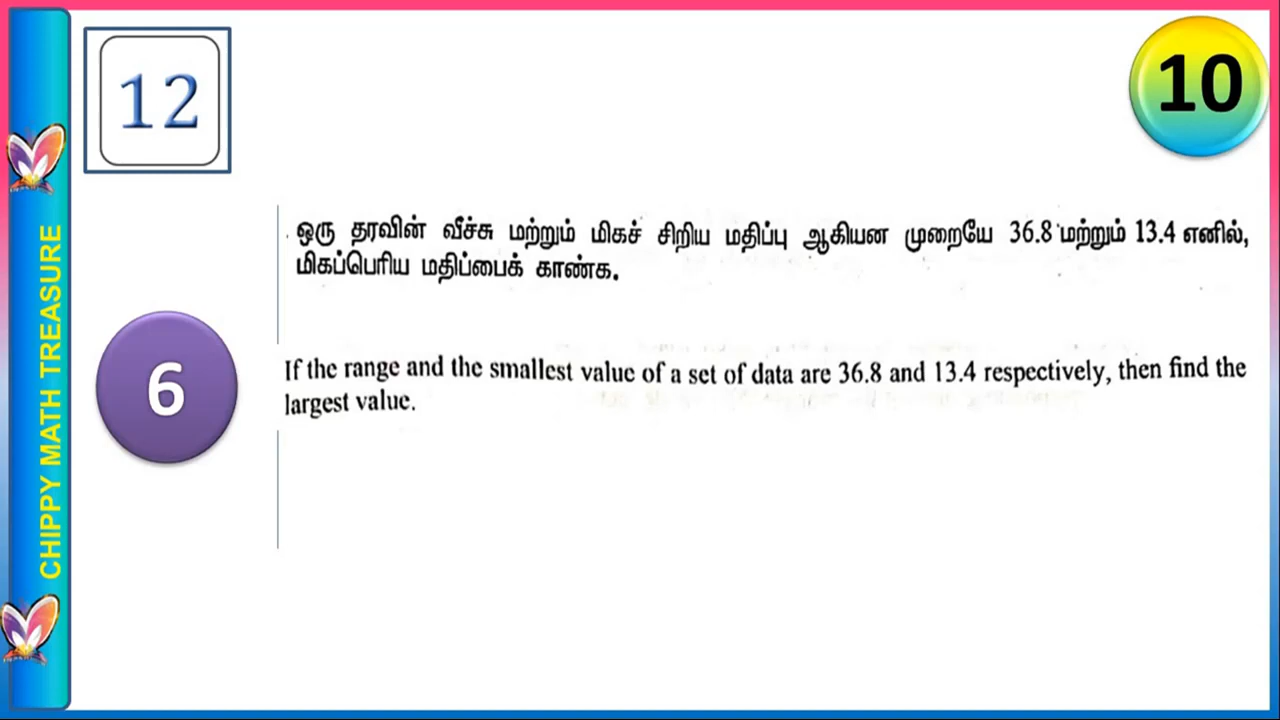 12
10
ஒரு தரவின் வீச்சு மற்றும் மிகச் சிறிய மதிப்பு ஆகியன முறையே 36.8 மற்றும் 13.4 எனில்,
மிகப்பெரிய மதிப்பைக் காண்க.
6
If the range and the smallest value of a set of data are 36.8 and 13.4 respectively, then find the
largest value.
CHIPPY MATH TREASURE